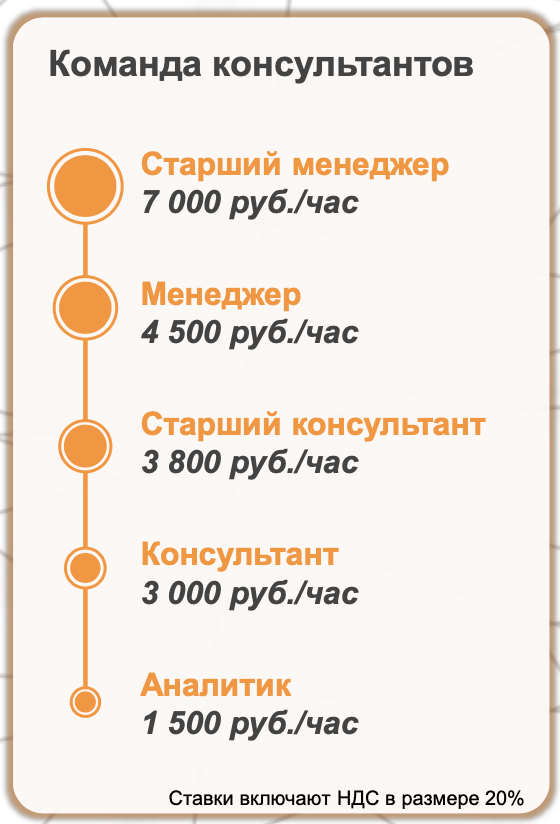 Команда консультантов
Старший менеджер
7 000 руб./час
Менеджер
4 500 руб./час
Старший консультант
3 800 руб./час
Консультант
3 000 руб./час
Аналитик
1 500 руб./час
Ставки включают НДС в размере 20%